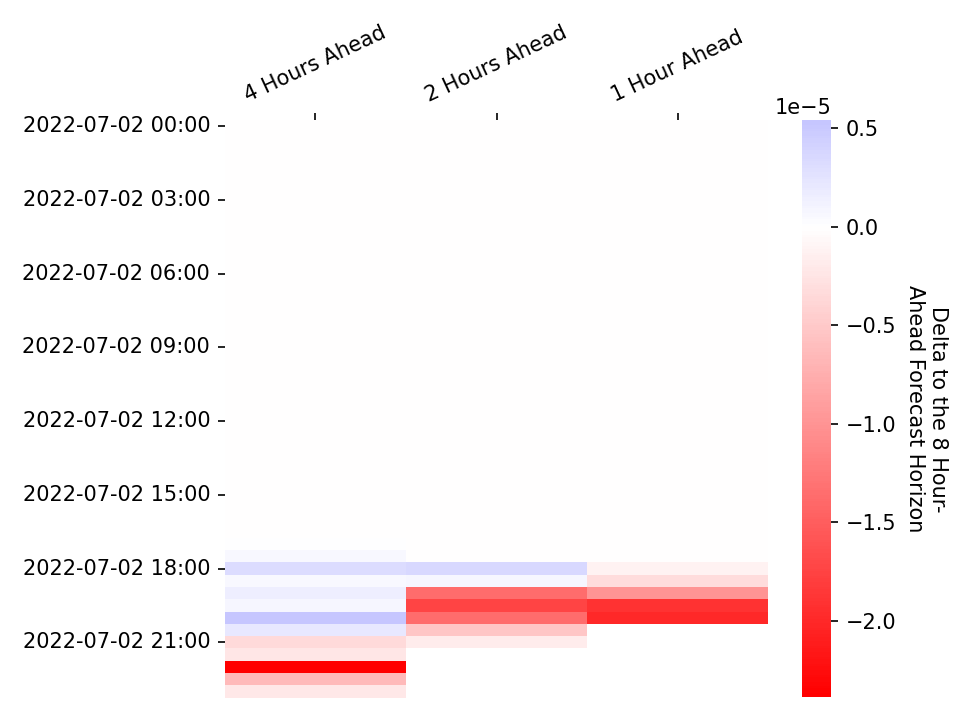 4 Hours Ahead
2 Hours Ahead
1 Hour Ahead
1e−5
2022-07-02 00:00
2022-07-02 03:00
2022-07-02 06:00
2022-07-02 09:00
2022-07-02 12:00
2022-07-02 15:00
2022-07-02 18:00
2022-07-02 21:00
0.5
0.0
−0.5
−1.0
−1.5
−2.0
Delta to the 8 Hour-
Ahead Forecast Horizon